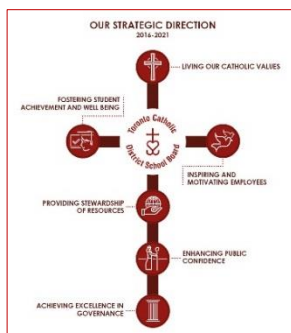 OUR STRATEGIC DIRECTION
2016-2021
LIVING OUR CATHOLIC VALUES
FOSTERING STUDENT
ACHIEVEMENT AND WELL BEING
Toronto Catholic
District School Board
INSPIRING AND
MOTIVATING EMPLOYEES
PROVIDING STEWARDSHIP
OF RESOURCES
ENHANCING PUBLIC
CONFIDENCE
ACHIEVING EXCELLENCE IN
GOVERNANCE